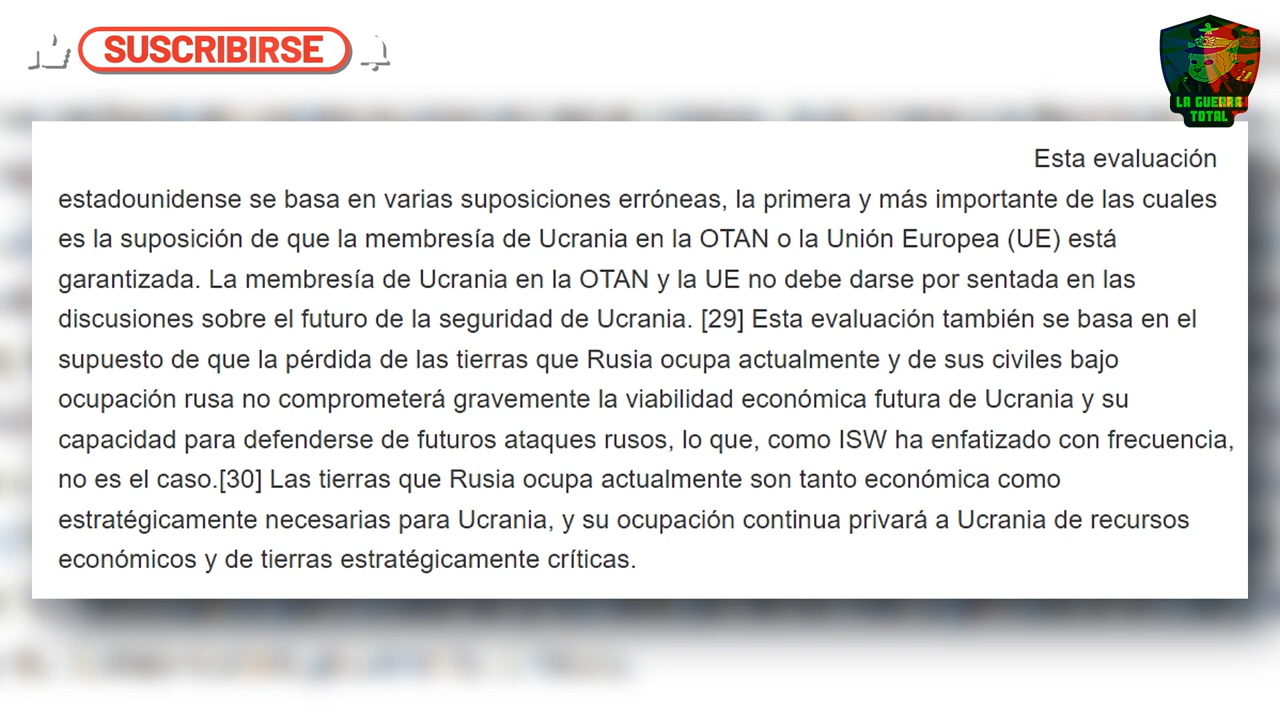 SUSCRIBIRSE
LA GUERRA
TOTAL
Esta evaluación
estadounidense se basa en varias suposiciones erróneas, la primera y más importante de las cuales
es la suposición de que la membresía de Ucrania en la OTAN o la Unión Europea (UE) está
garantizada. La membresía de Ucrania en la OTAN y la UE no debe darse por sentada en las
discusiones sobre el futuro de la seguridad de Ucrania. [29] Esta evaluación también se basa en el
supuesto de que la pérdida de las tierras que Rusia ocupa actualmente y de sus civiles bajo
ocupación rusa no comprometerá gravemente la viabilidad económica futura de Ucrania y su
capacidad para defenderse de futuros ataques rusos, lo que, como ISW ha enfatizado con frecuencia,
no es el caso.[30] Las tierras que Rusia ocupa actualmente son tanto económica como
estratégicamente necesarias para Ucrania, y su ocupación continua privará a Ucrania de recursos
económicos y de tierras estratégicamente críticas.